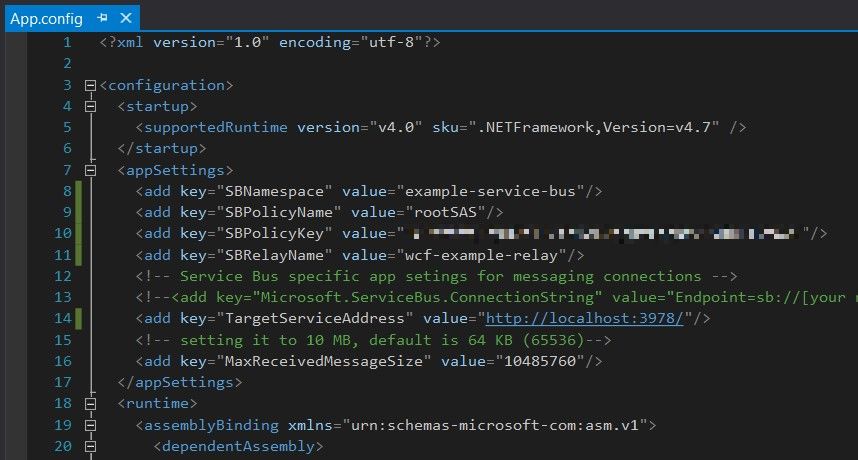 App.config
1 <?xml version="1.0" encoding="utf-8"?>
2
3 <configuration>
4 <startup>
5 <supportedRuntime version="v4.0" sku=".NETFramework,Version=v4.7" />
6 </startup>
7 <appSettings>
8 <add key="SBNamespace" value="example-service-bus"/>
9 <add key="SBPolicyName" value="rootSAS"/>
10 <add key="SBPolicyKey" value=" "/>
11 <add key="SBRelayName" value="wcf-example-relay"/>
12 <!-- Service Bus specific app setings for messaging connections -->
13 <!--<add key="Microsoft.ServiceBus.ConnectionString" value="Endpoint=sb://[your
14 <add key="TargetServiceAddress" value="http://localhost:3978/"/>
15 <!-- setting it to 10 MB, default is 64 KB (65536)-->
16 <add key="MaxReceivedMessageSize" value="10485760"/>
17 </appSettings>
18 <runtime>
19 <assemblyBinding xmlns="urn:schemas-microsoft-com:asm.v1">
20 <dependentAssembly>